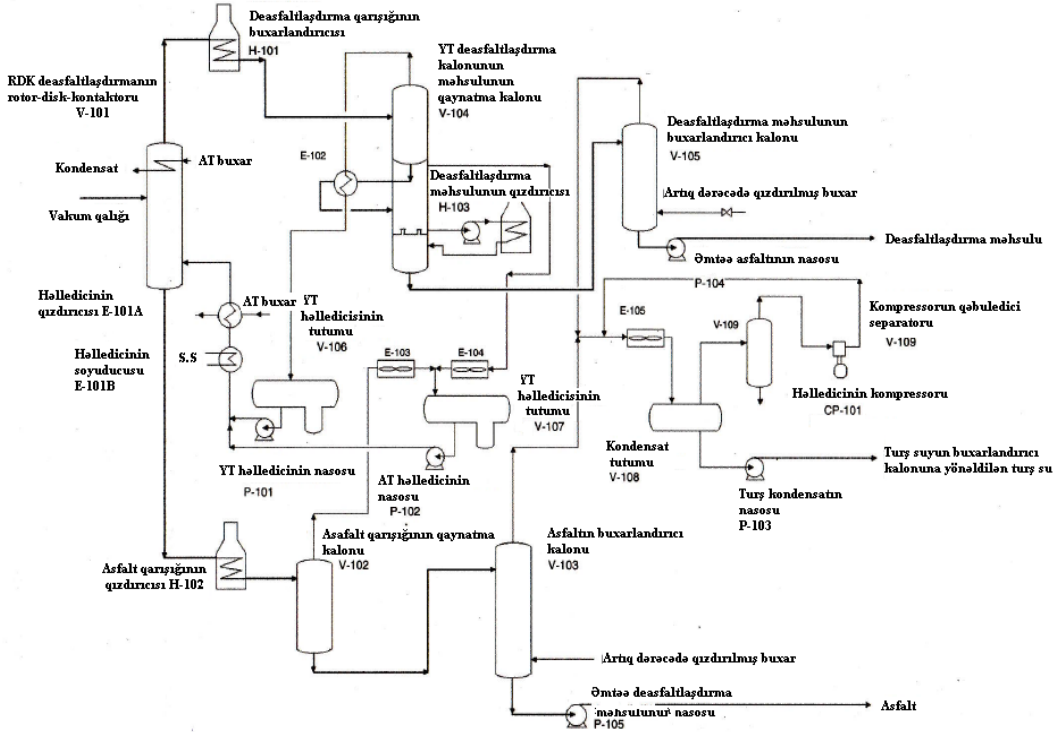 Deasfaltlaşdırma qarışığının
buxarlandırıcısı
H-101
RDK deasfaltlaşdırmanın
rotor-disk-kontaktoru
V-101
YT deasfaltlaşdırma
kalonunun
məhsulunun
qaynatma kalonu
V-104
Deasfaltlaşdırma məhsulunun
buxarlandırıcı kalonu
V-105
Kondensat
AT buxar
E-102
Deasfaltlaşdırma
məhsulunun qızdırıcısı
H-103
Vakum qalığı
Artıq dərəcədə qızdırılmış buxar
Deasfaltlaşdırma məhsulu
Əmtəə asfaltının nasosu
P-104
Həlledicinin
qızdırıcısı E-101A
AT buxar
YT
həlledicisinin
tutumu
V-106
E-105
V-109
Kompressorun qəbuledici
separatoru
V-109
Həlledicinin
soyuducusu
E-101B
S.S
E-103
E-104
YT
həlledicisinin
tutumu
V-107
Həlledicinin kompressoru
CP-101
Kondensat
tutumu
V-108
Turş suyun buxarlandırıcı
kalonuna yönəldilən turş su
YT həlledicinin nasosu
P-101
AT həlledicinin
nasosu
P-102
Turş kondensatın
nasosu
P-103
Asafalt qarışığının qaynatma
kalonu
V-102
Asfaltın buxarlandırıcı
kalonu
V-103
Asfalt qarışığının
qızdırıcısı H-102
Artıq dərəcədə qızdırılmış buxar
Əmtəə deasfaltlaşdırma
məhsulunun nasosu
P-105
Asfalt